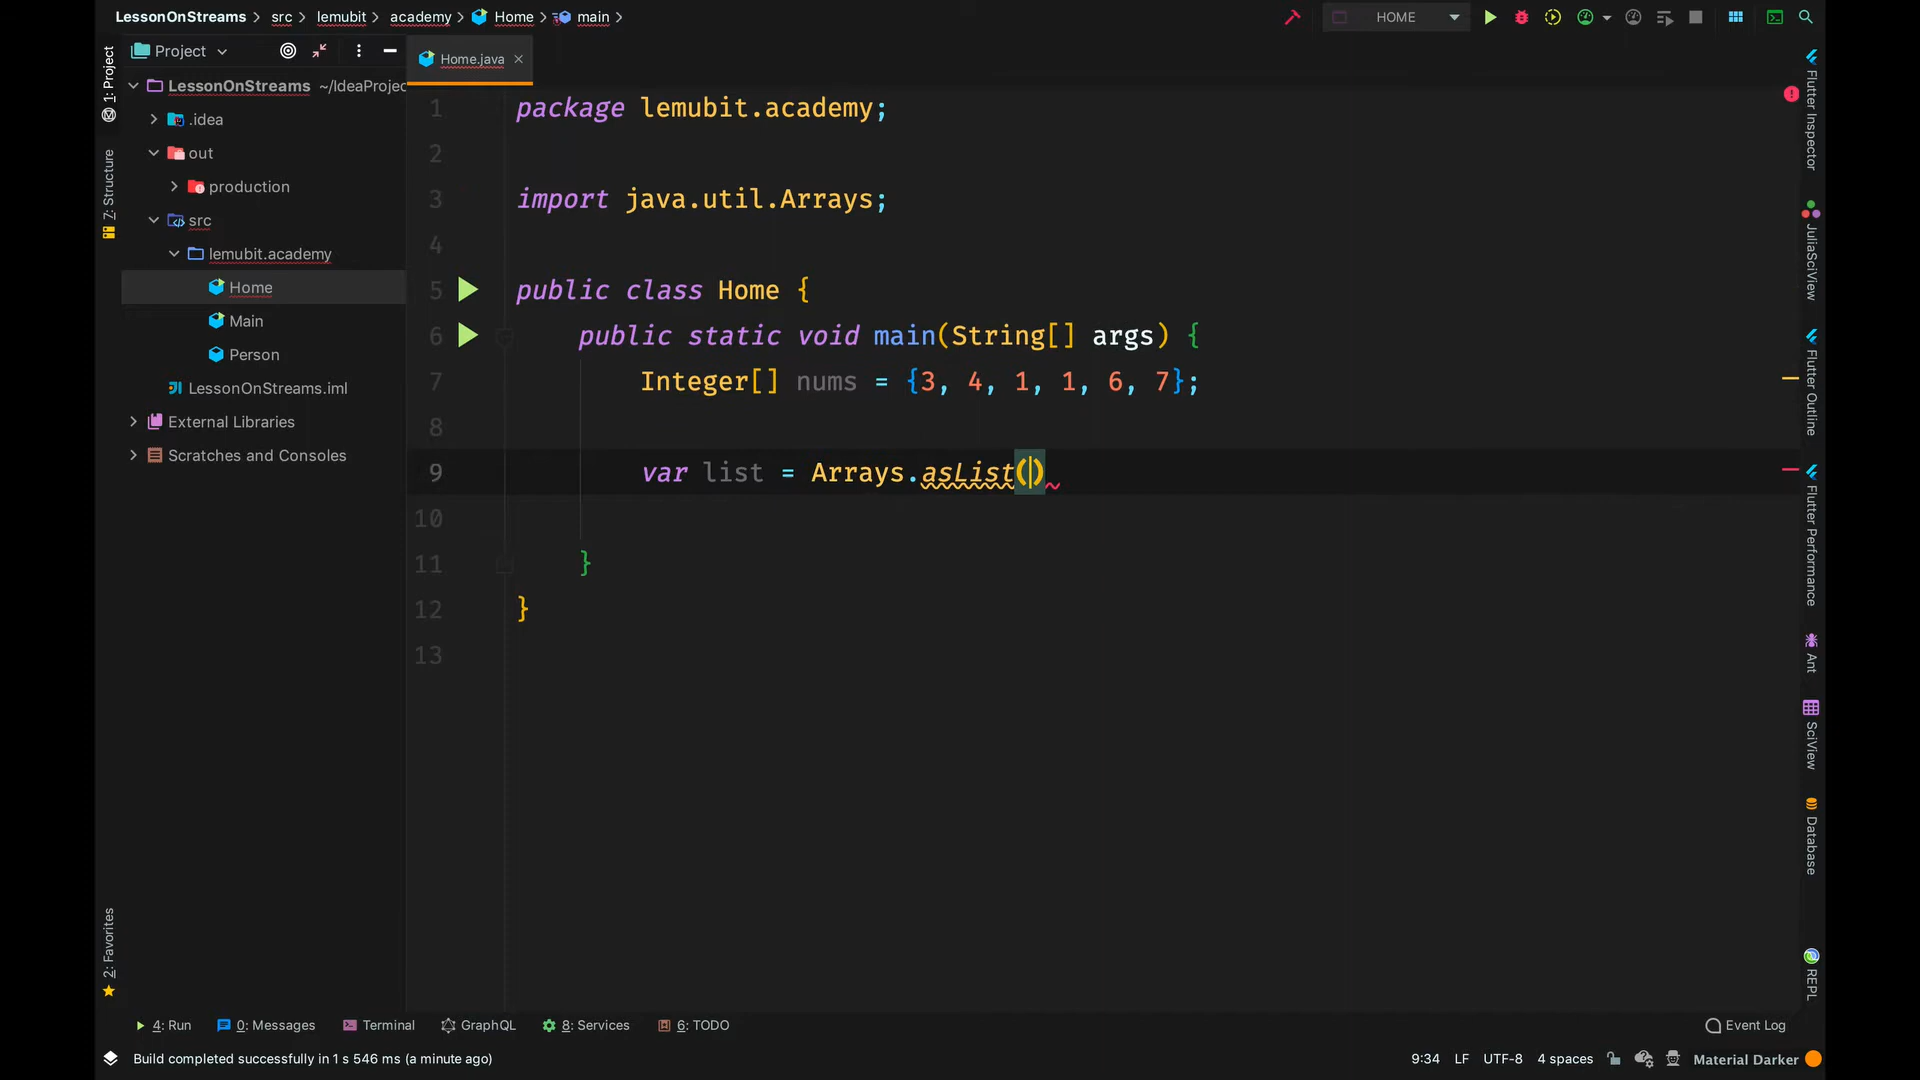 LessonOnStreams src lemubit academy Home main HOME
Project
LessonOnStreams ~/IdeaProjec
.idea
out
production
src
lemubit.academy
Home
Main
Person
LessonOnStreams.iml
External Libraries
Scratches and Consoles
1: Project
7: Structure
2: Favorites
Home.java
1 package lemubit.academy;
2
3 import java.util.Arrays;
4
5 public class Home {
6 public static void main(String[] args) {
7 Integer[] nums = {3, 4, 1, 1, 6, 7};
8
9 var list = Arrays.asList()
10
11 }
12 }
13
Flutter Inspector
JuliaSciView
Flutter Outline
Flutter Performance
Ant
SciView
Database
REPL
4: Run 0: Messages Terminal GraphQL 8: Services 6: TODO Event Log
Build completed successfully in 1 s 546 ms (a minute ago) 9:34 LF UTF-8 4 spaces Material Darker